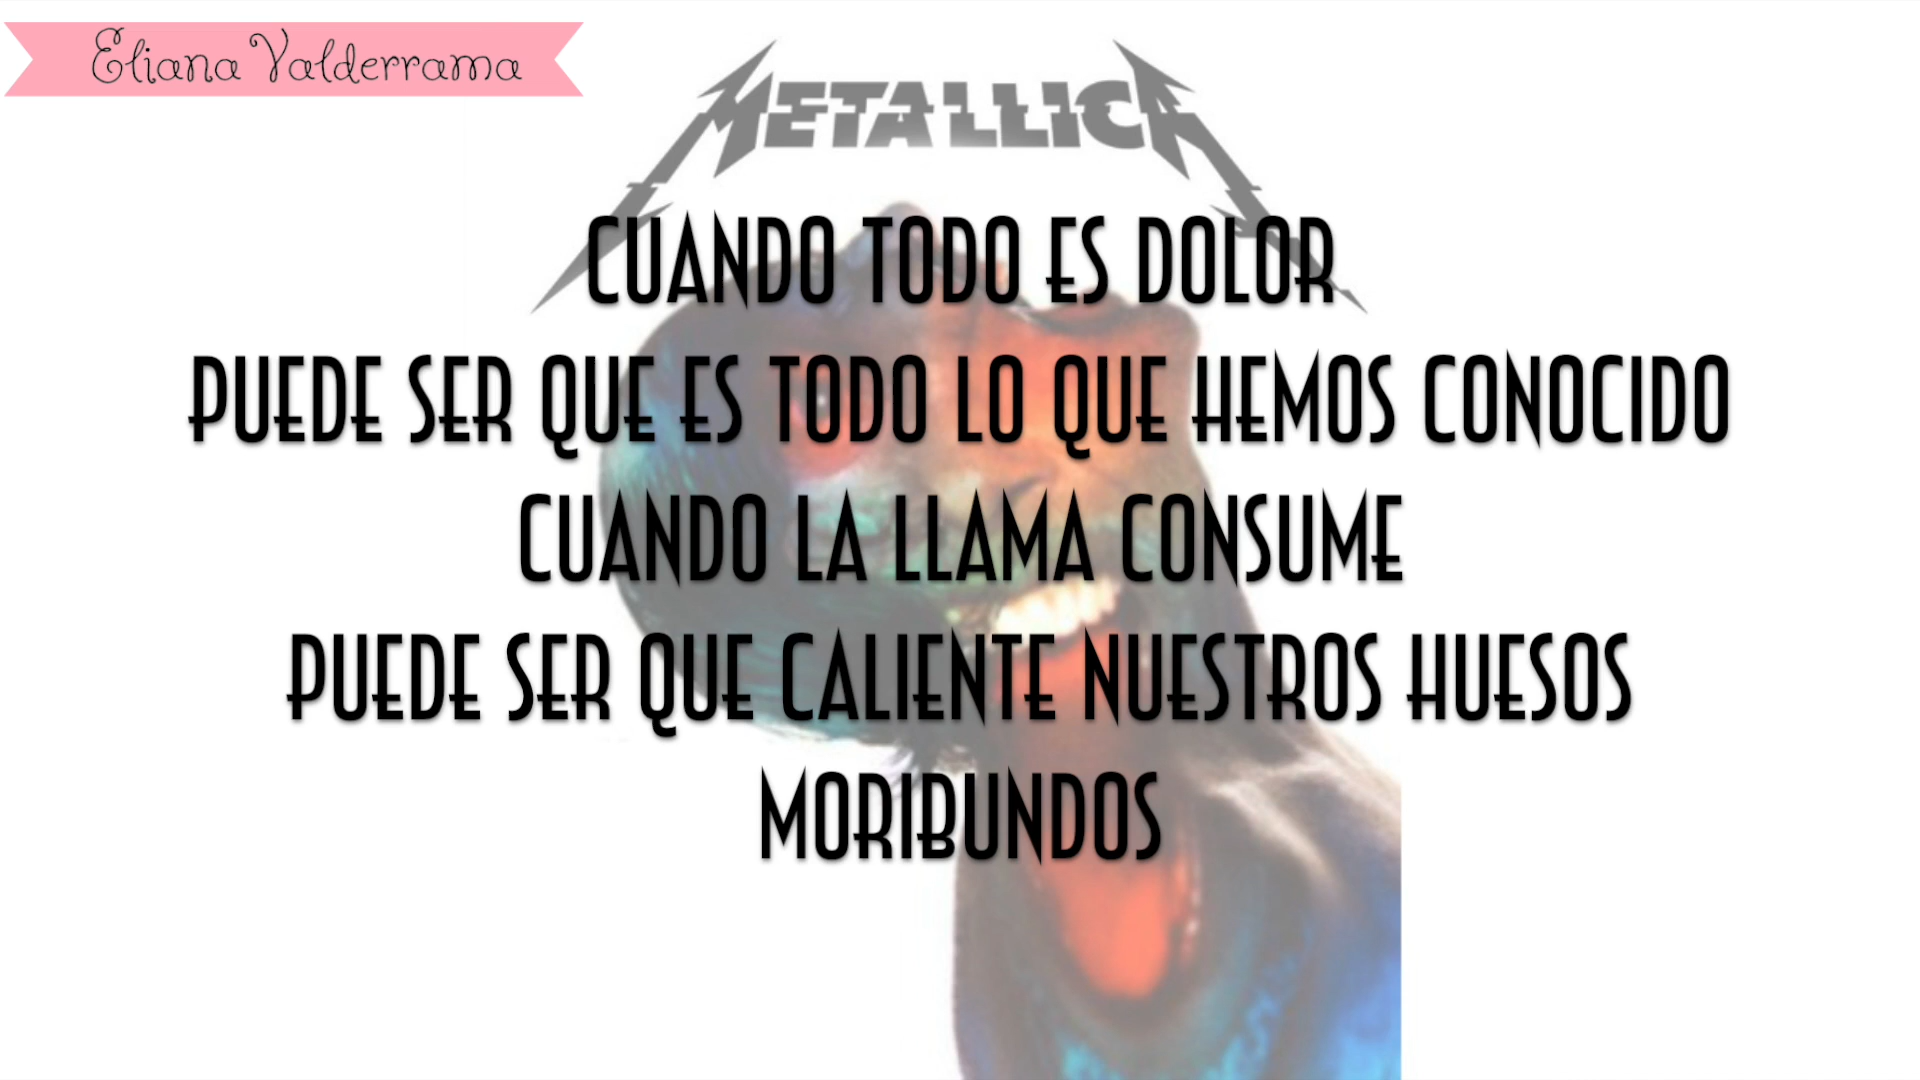 Eliana Valderrama
METALLICA
CUANDO TODO ES DOLOR
PUEDE SER QUE ES TODO LO QUE HEMOS CONOCIDO
CUANDO LA LLAMA CONSUME
PUEDE SER QUE CALIENTE NUESTROS HUESOS
MORIBUNDOS